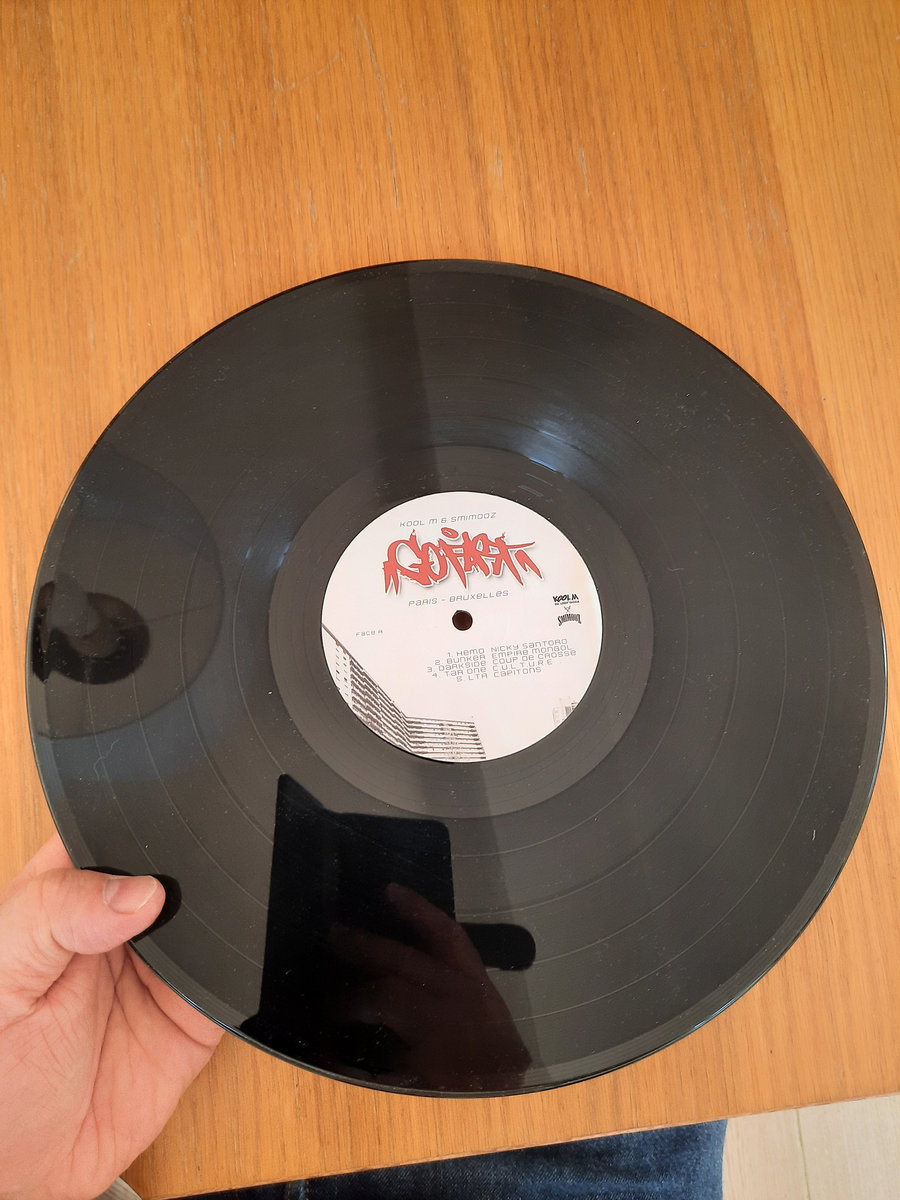 KOOL M & SMIMOOZ
GOFAST
PARIS - BRUXELLES
KOOL M
SMIMOOZ
FACE A
1. HEMO NICKY SANTORO
2. BUNKER EMPIRE MONGOL
3. DARKSIDE COUP DE CROSSE
4. TAR ONE C.U.L.T.U.R.E
5. LTA CAPITONS